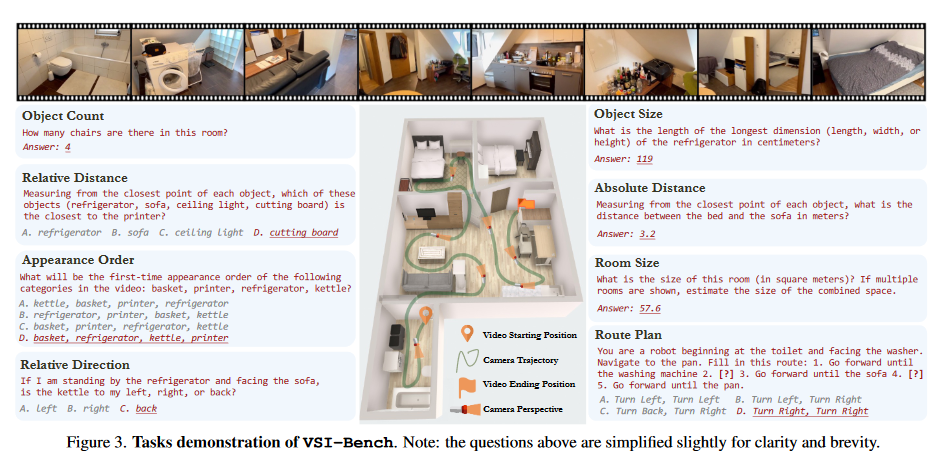 Object Count
How many chairs are there in this room?
Answer: 4
Relative Distance
Measuring from the closest point of each object, which of these
objects (refrigerator, sofa, ceiling light, cutting board) is
the closest to the printer?
A. refrigerator B. sofa C. ceiling light D. cutting board
Appearance Order
What will be the first-time appearance order of the following
categories in the video: basket, printer, refrigerator, kettle?
A. kettle, basket, printer, refrigerator
B. refrigerator, printer, basket, kettle
C. basket, printer, refrigerator, kettle
D. basket, refrigerator, kettle, printer
Relative Direction
If I am standing by the refrigerator and facing the sofa,
is the kettle to my left, right, or back?
A. left B. right C. back
Video Starting Position
Camera Trajectory
Video Ending Position
Camera Perspective
Object Size
What is the length of the longest dimension (length, width, or
height) of the refrigerator in centimeters?
Answer: 119
Absolute Distance
Measuring from the closest point of each object, what is the
distance between the bed and the sofa in meters?
Answer: 3.2
Room Size
What is the size of this room (in square meters)? If multiple
rooms are shown, estimate the size of the combined space.
Answer: 57.6
Route Plan
You are a robot beginning at the toilet and facing the washer.
Navigate to the pan. Fill in this route: 1. Go forward until
the washing machine 2. [?] 3. Go forward until the sofa 4. [?]
5. Go forward until the pan.
A. Turn Left, Turn Left B. Turn Left, Turn Right
C. Turn Back, Turn Right D. Turn Right, Turn Right
Figure 3. Tasks demonstration of VSI-Bench. Note: the questions above are simplified slightly for clarity and brevity.